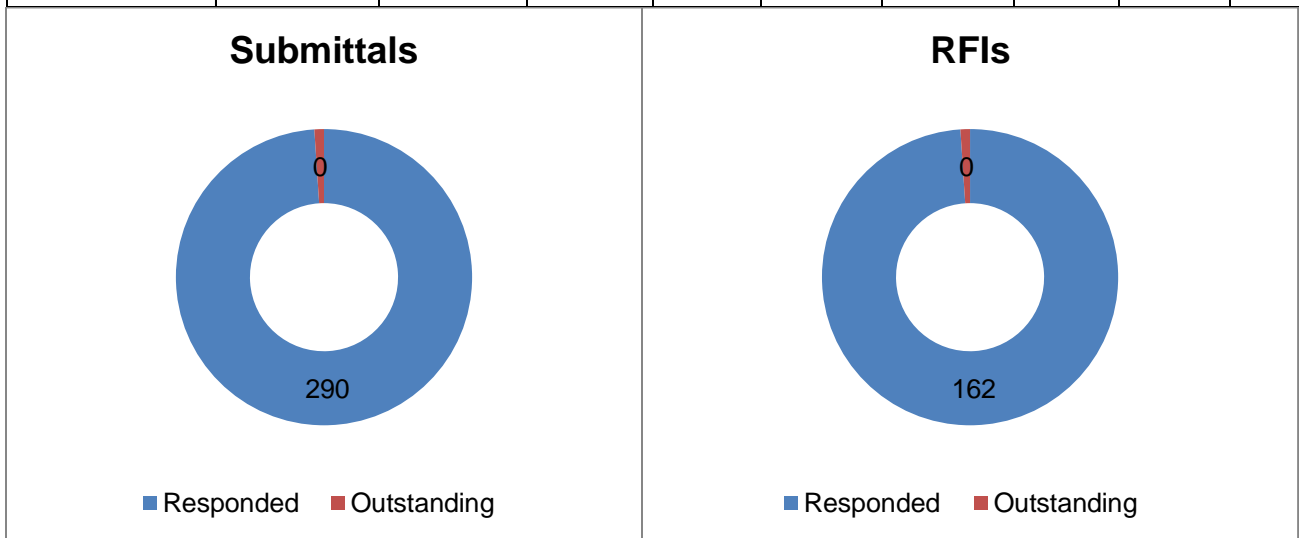 Submittals
0
290
Responded Outstanding
RFIs
0
162
Responded Outstanding